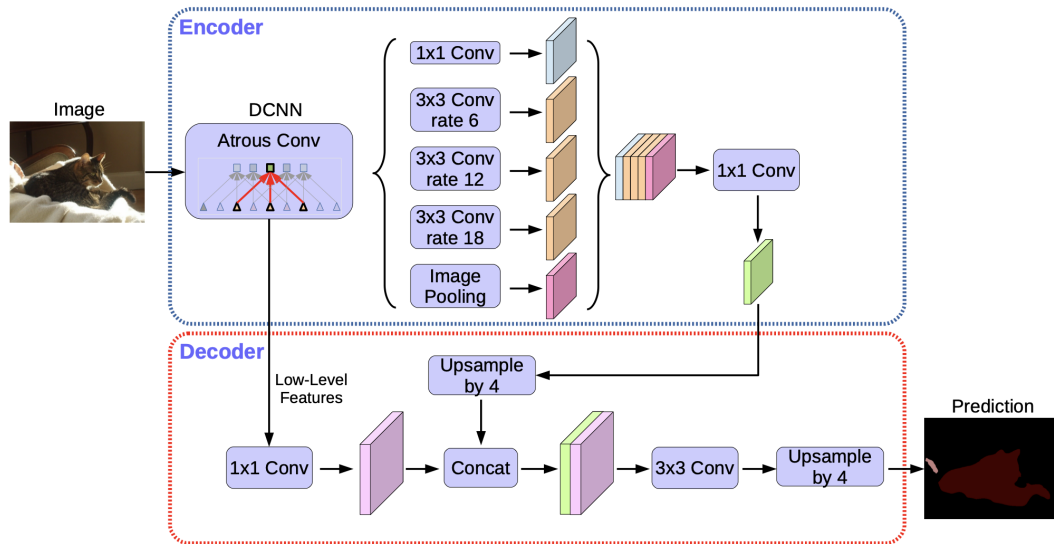 Encoder
Image
DCNN
Atrous Conv
1x1 Conv
3x3 Conv
rate 6
3x3 Conv
rate 12
3x3 Conv
rate 18
Image
Pooling
1x1 Conv
Decoder
Low-Level
Features
Upsample
by 4
1x1 Conv
Concat
3x3 Conv
Upsample
by 4
Prediction